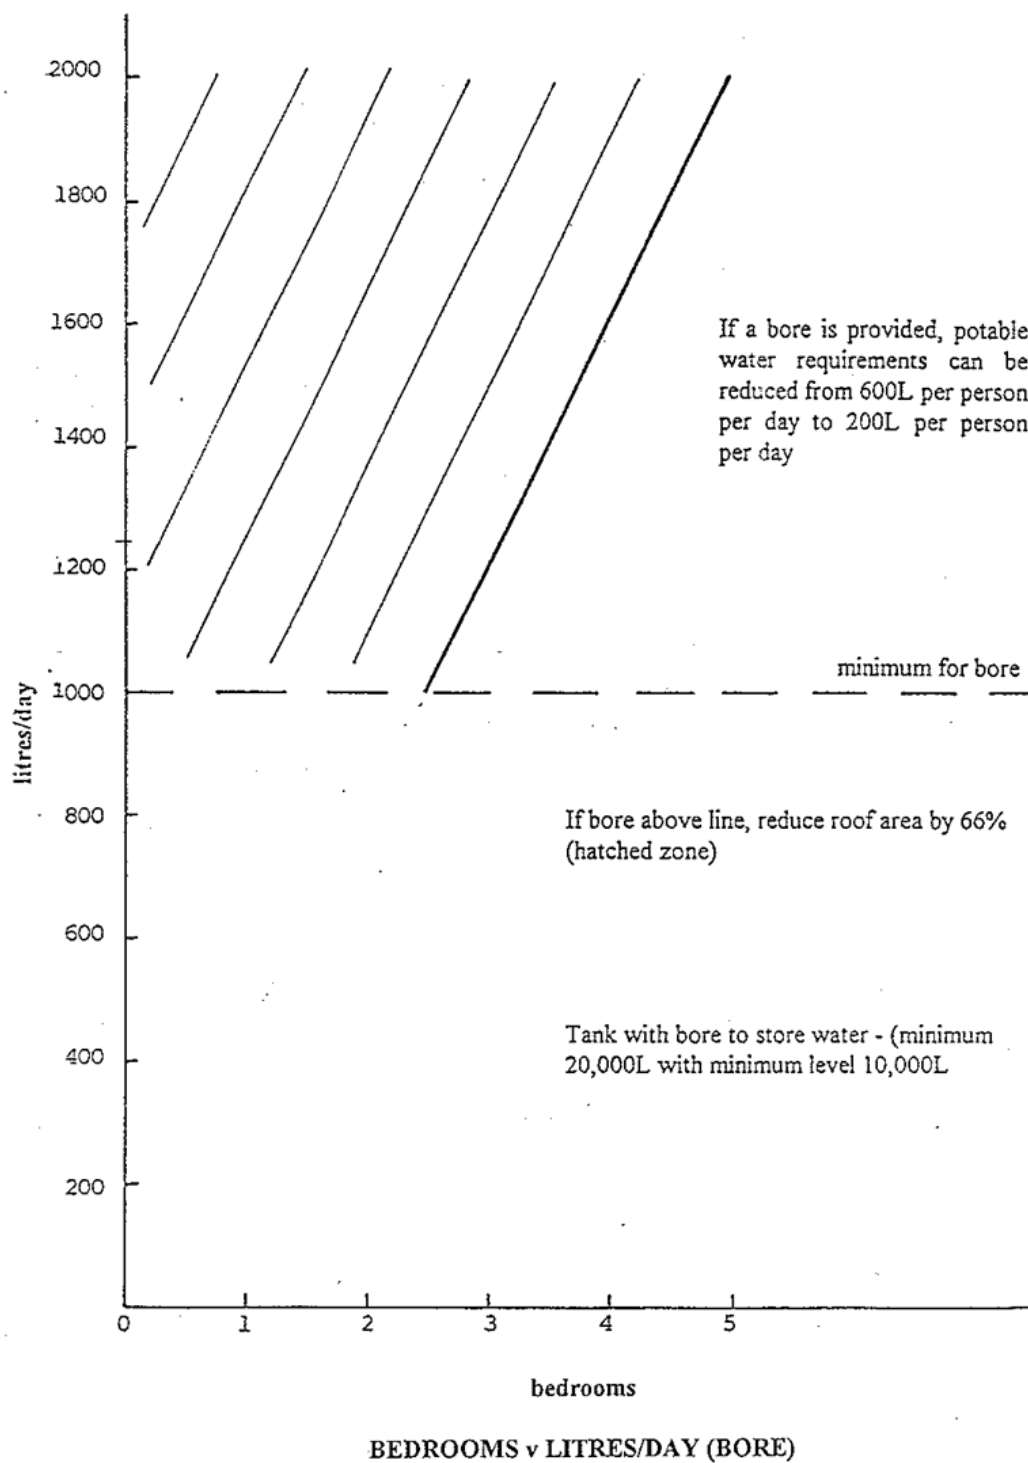 2000
1800
1600
If a bore is provided, potable
water requirements can be
reduced from 600L per person
per day to 200L per person
per day
1400
1200
minimum for bore
1000
litres/day
800
If bore above line, reduce roof area by 66%
(hatched zone)
600
400
Tank with bore to store water - (minimum
20,000L with minimum level 10,000L
200
0 1 2 3 4 5
bedrooms
BEDROOMS v LITRES/DAY (BORE)